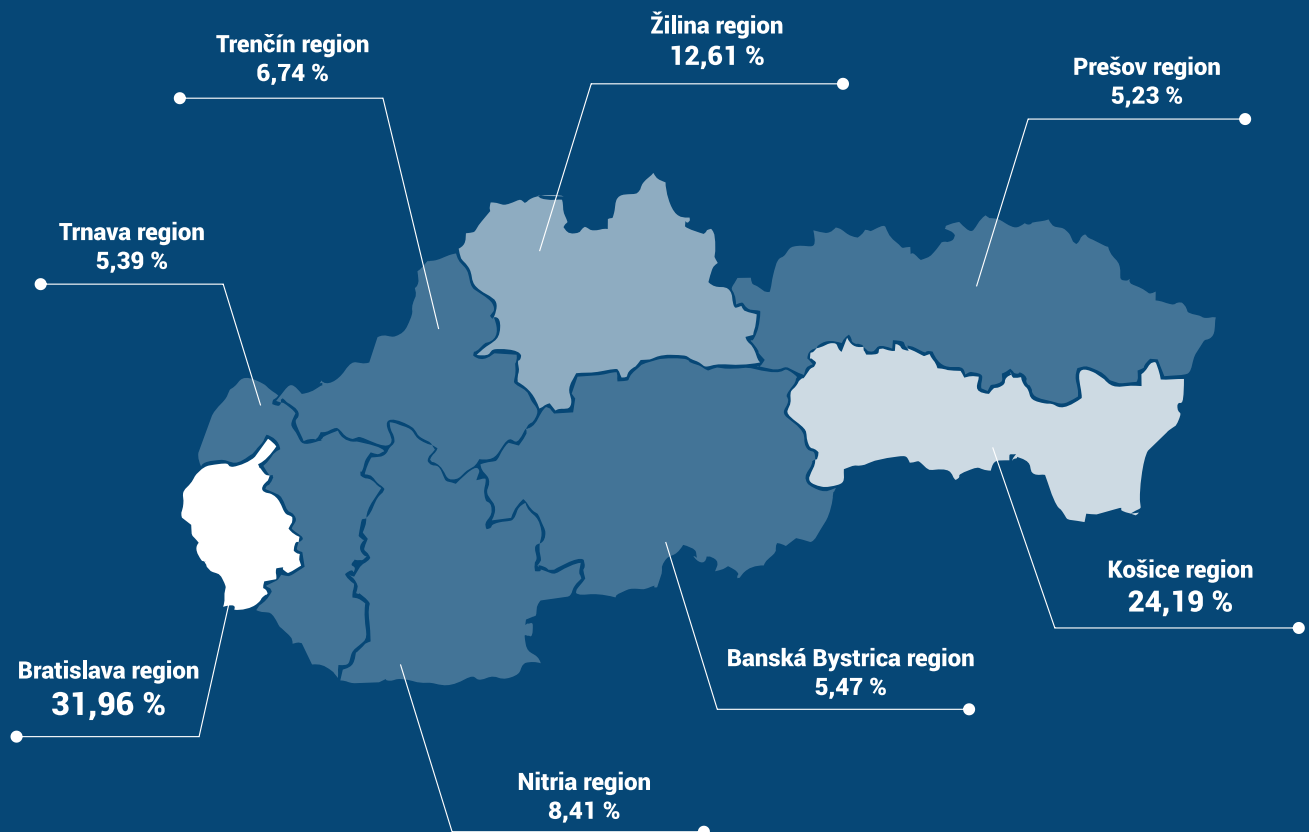 Žilina region
12,61 %
Trenčín region
6,74 %
Prešov region
5,23 %
Trnava region
5,39 %
Košice region
24,19 %
Bratislava region
31,96 %
Banská Bystrica region
5,47 %
Nitria region
8,41 %